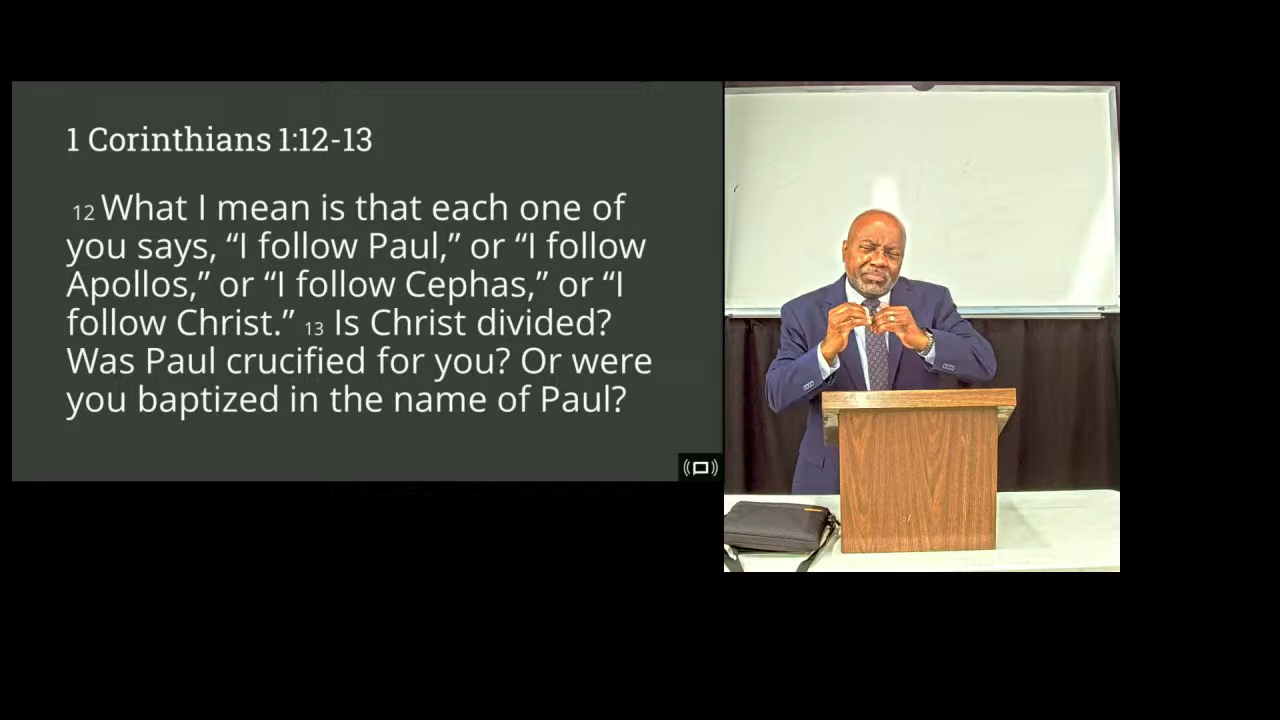 1 Corinthians 1:12-13
12 What I mean is that each one of
you says, “I follow Paul,” or “I follow
Apollos,” or “I follow Cephas,” or “I
follow Christ.” 13 Is Christ divided?
Was Paul crucified for you? Or were
you baptized in the name of Paul?